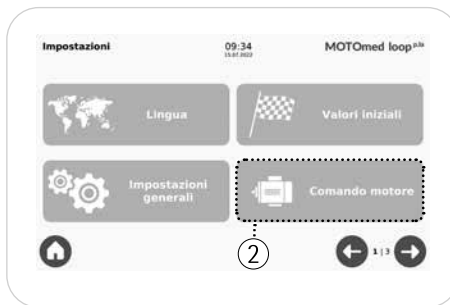 Impostazioni
09:34
15.07.2022
MOTOmed loop p.la
Lingua
Valori iniziali
Impostazioni
generali
Comando motore
2
1 | 3